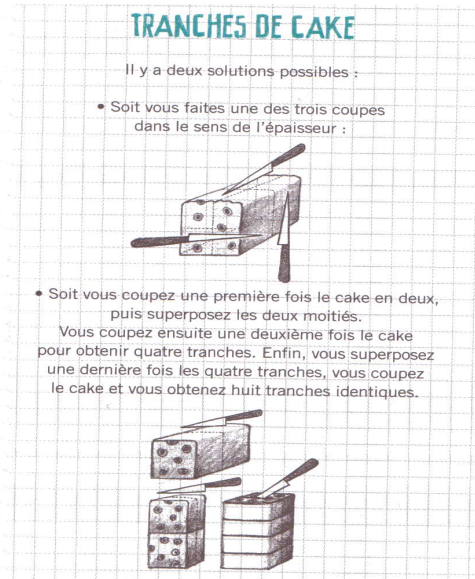 TRANCHES DE CAKE
Il y a deux solutions possibles :
• Soit vous faites une des trois coupes
dans le sens de l'épaisseur :
• Soit vous coupez une première fois le cake en deux,
puis superposez les deux moitiés.
Vous coupez ensuite une deuxième fois le cake
pour obtenir quatre tranches. Enfin, vous superposez
une dernière fois les quatre tranches, vous coupez
le cake et vous obtenez huit tranches identiques.